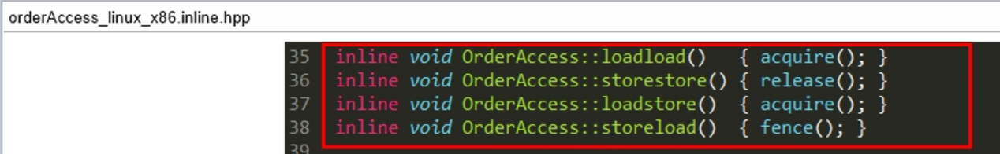 orderAccess_linux_x86.inline.hpp
35 inline void OrderAccess::loadload()   { acquire(); }
36 inline void OrderAccess::storestore() { release(); }
37 inline void OrderAccess::loadstore()  { acquire(); }
38 inline void OrderAccess::storeload()  { fence(); }
39